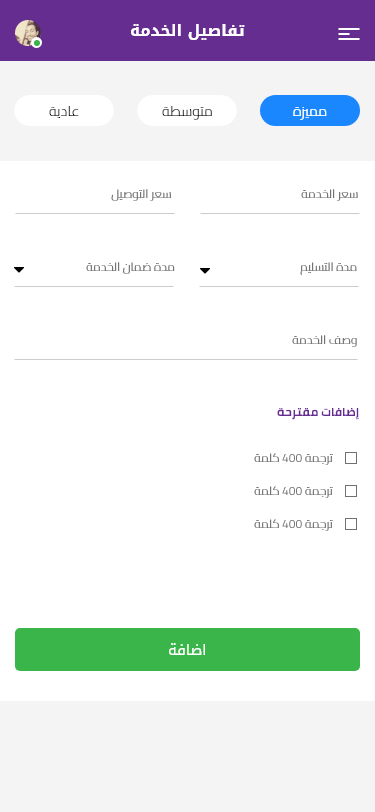 تفاصيل الخدمة
مميزة
متوسطة
عادية
سعر الخدمة
سعر التوصيل
مدة التسليم
مدة ضمان الخدمة
وصف الخدمة
إضافات مقترحة
ترجمة 400 كلمة
ترجمة 400 كلمة
ترجمة 400 كلمة
اضافة